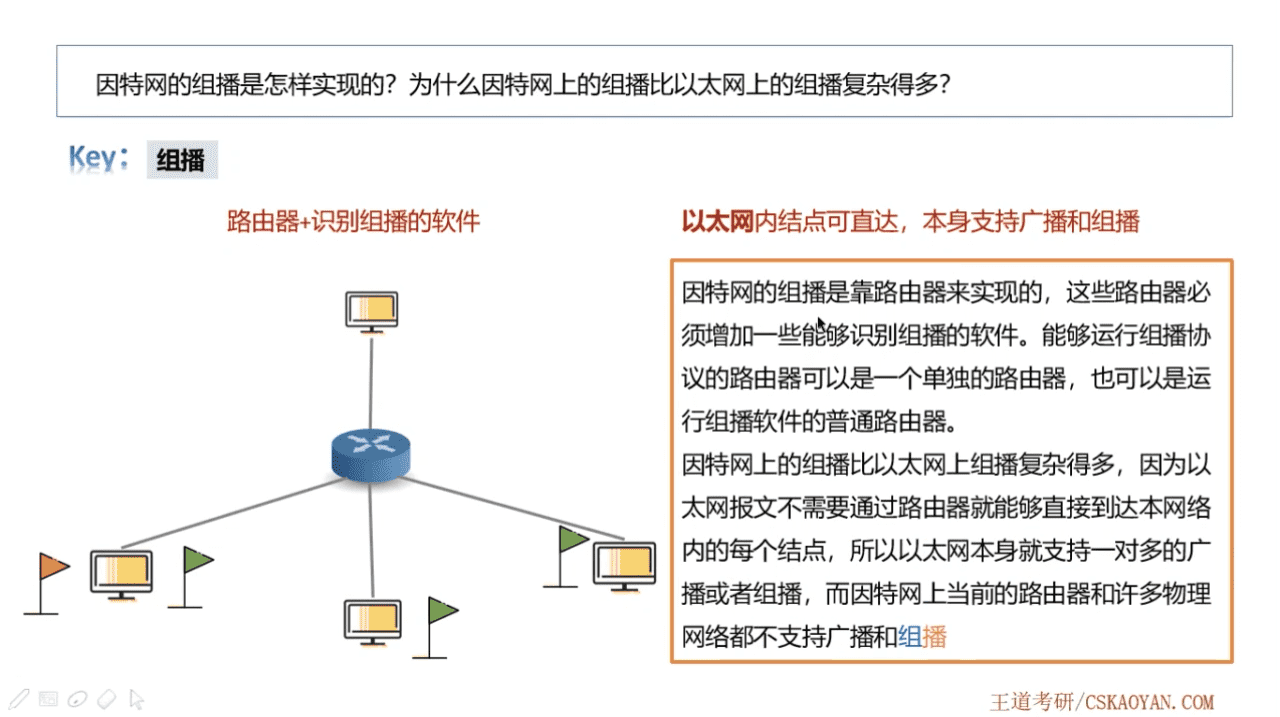 因特网的组播是怎样实现的？为什么因特网上的组播比以太网上的组播复杂得多？
Key： 组播
路由器+识别组播的软件
以太网内结点可直达，本身支持广播和组播
因特网的组播是靠路由器来实现的，这些路由器必
须增加一些能够识别组播的软件。能够运行组播协
议的路由器可以是一个单独的路由器，也可以是运
行组播软件的普通路由器。
因特网上的组播比以太网上组播复杂得多，因为以
太网报文不需要通过路由器就能够直接到达本网络
内的每个结点，所以以太网本身就支持一对多的广
播或者组播，而因特网上当前的路由器和许多物理
网络都不支持广播和组播
王道考研/CSKAOYAN.COM